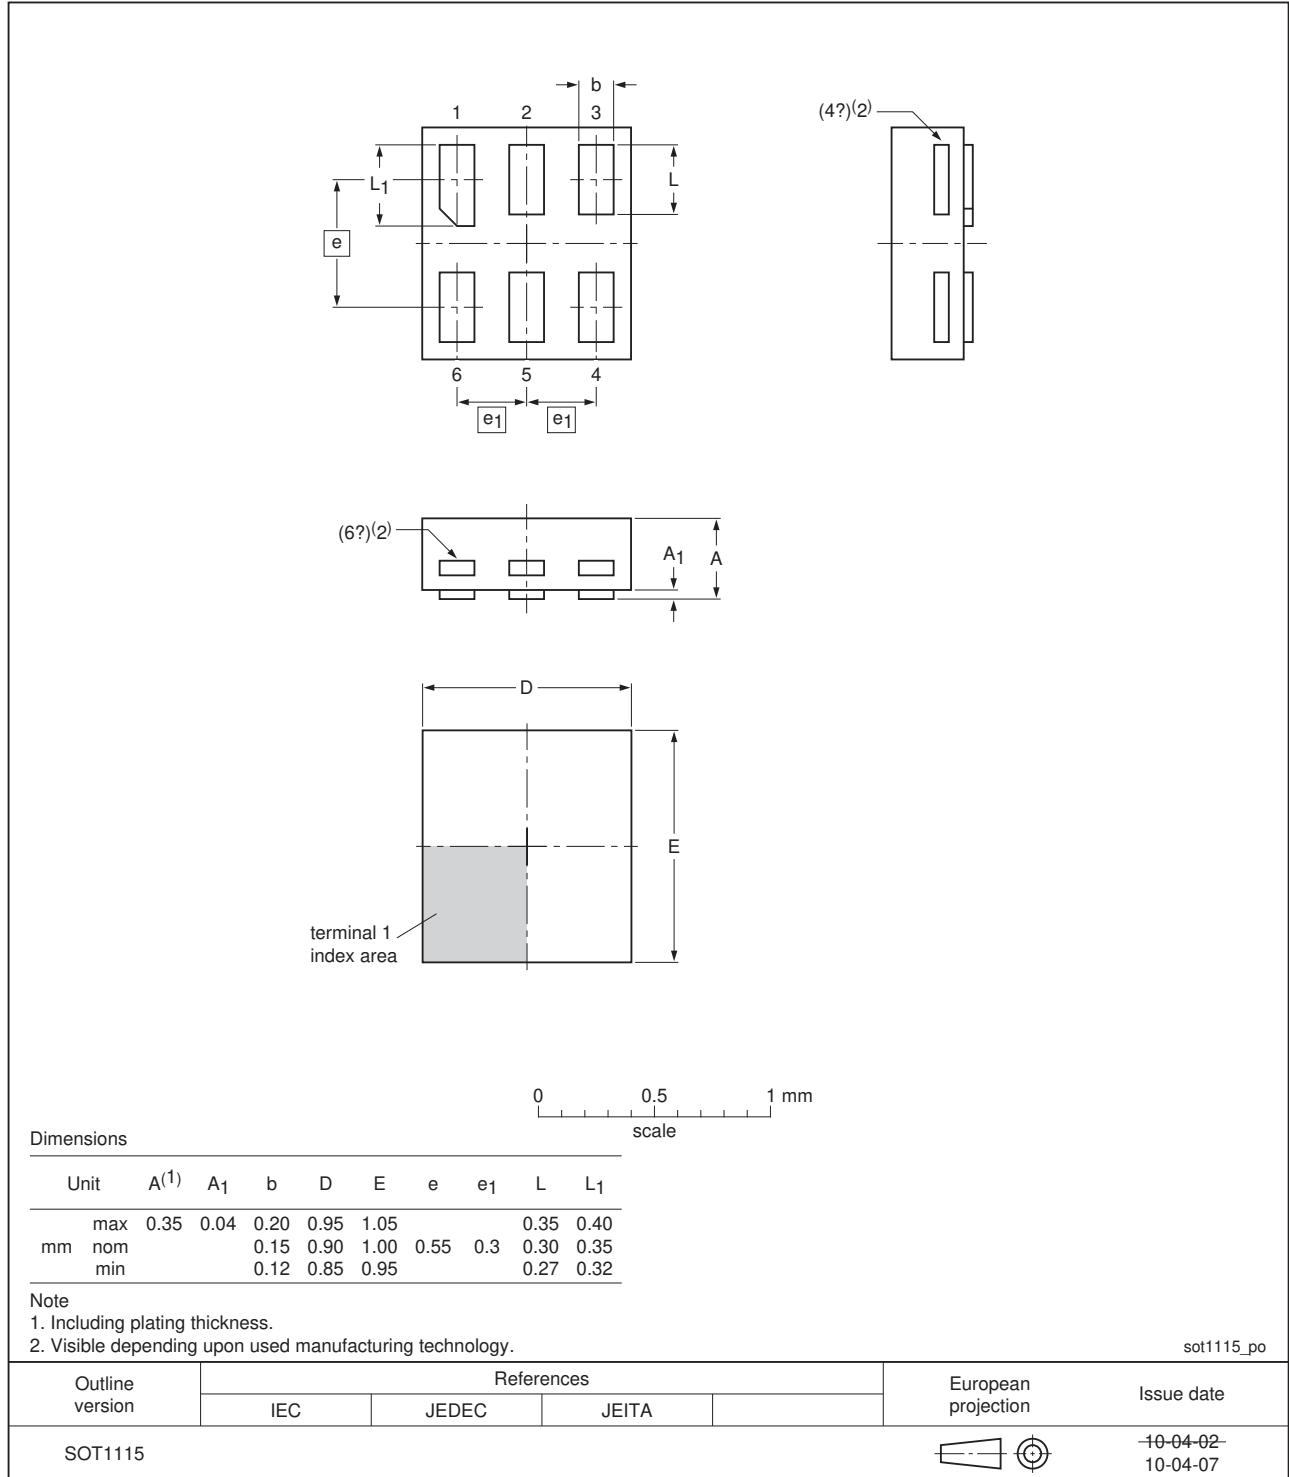 b
1 2 3
(4?)(2)
L1
L
e
6 5 4
e1 e1
(6?)(2)
A1 A
D
E
terminal 1
index area
0 0.5 1 mm
scale
Dimensions
Unit A(1) A1 b D E e e1 L L1
max 0.35 0.04 0.20 0.95 1.05 0.35 0.40
mm nom 0.15 0.90 1.00 0.55 0.3 0.30 0.35
min 0.12 0.85 0.95 0.27 0.32
Note
1. Including plating thickness.
2. Visible depending upon used manufacturing technology.
sot1115_po
Outline version References European projection Issue date
IEC JEDEC JEITA
SOT1115 10-04-02
10-04-07